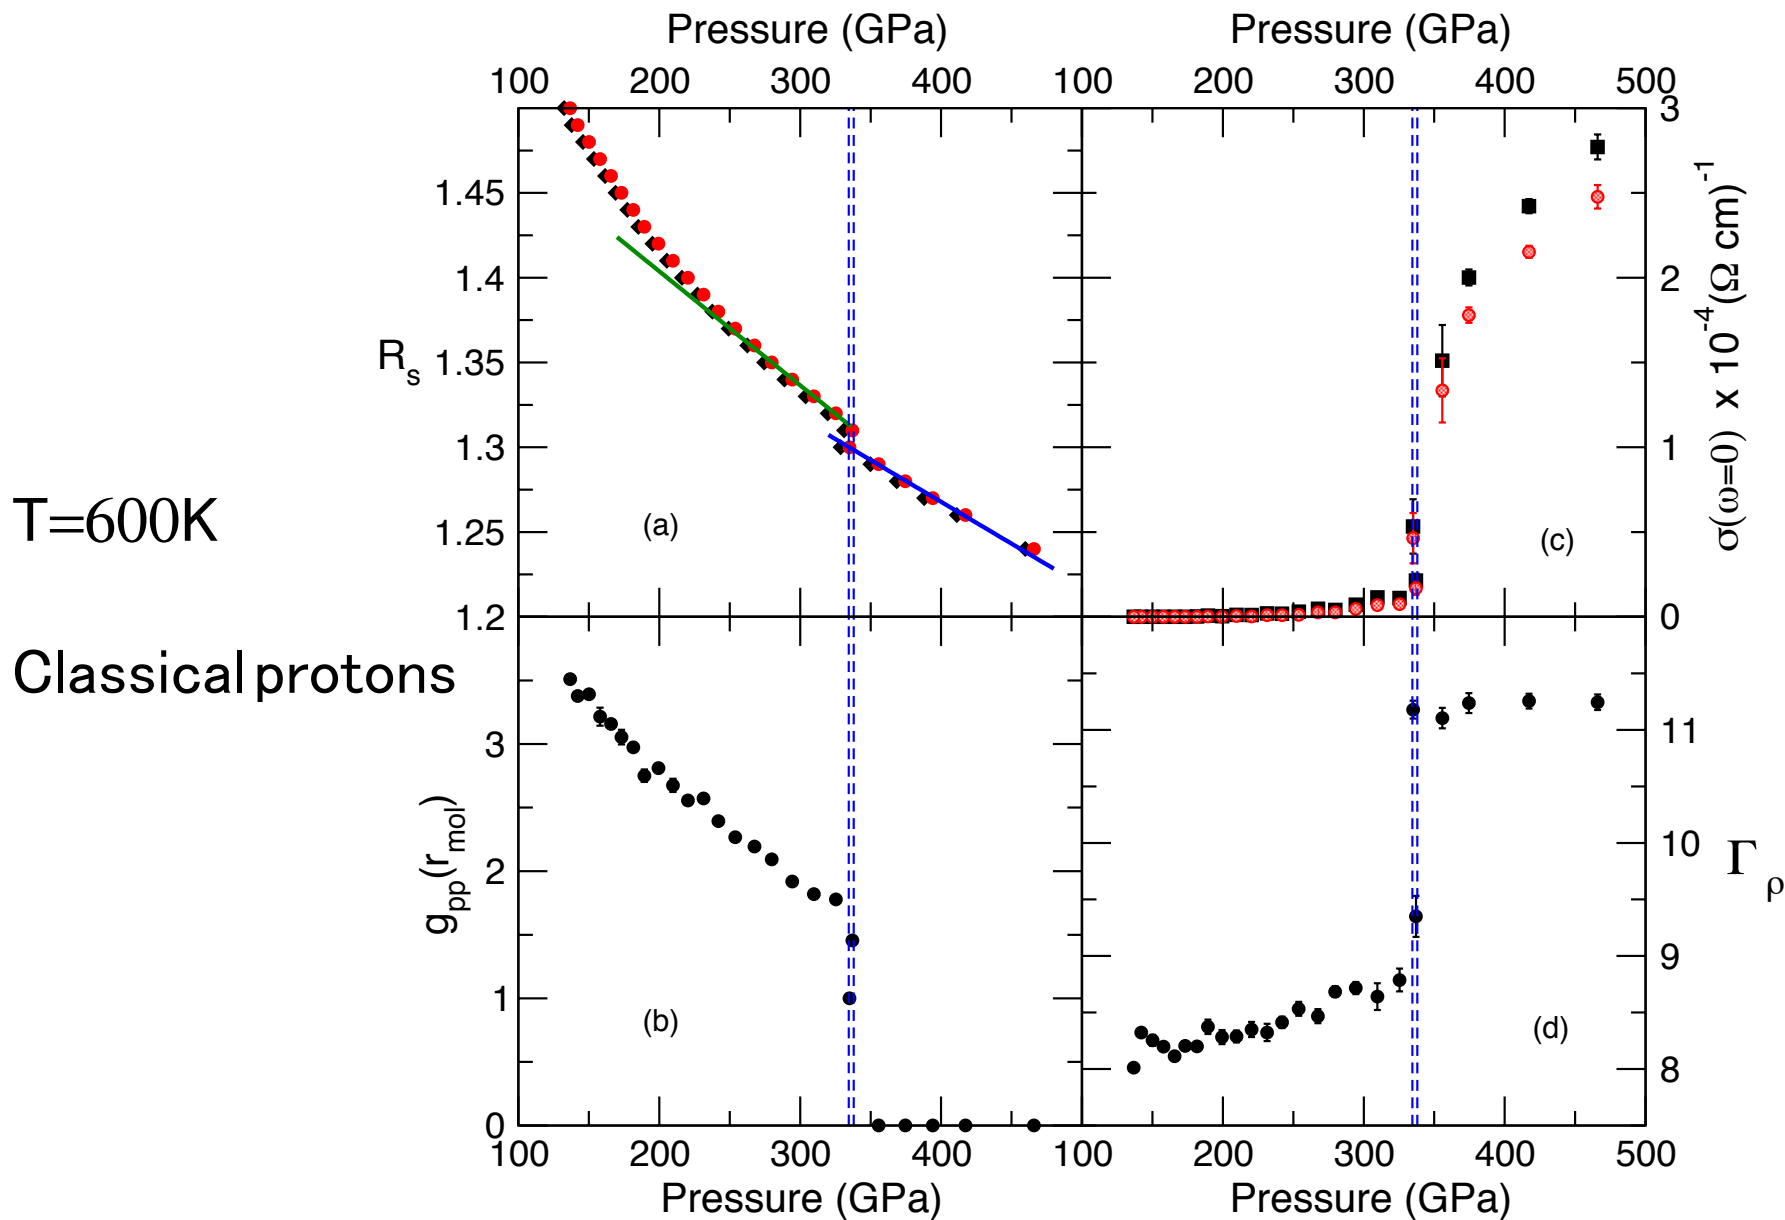 Pressure (GPa)
Pressure (GPa)
100 200 300 400 100 200 300 400 500
1.45
1.4
1.35
1.3
1.25
1.2
R_s
(a)
3
2
1
0
σ(ω=0) x 10^-4 (Ω cm)^-1
(c)
T=600K
Classical protons
3
2
1
0
g_pp(r_mol)
(b)
11
10
9
8
Γ_ρ
(d)
100 200 300 400 100 200 300 400 500
Pressure (GPa)
Pressure (GPa)